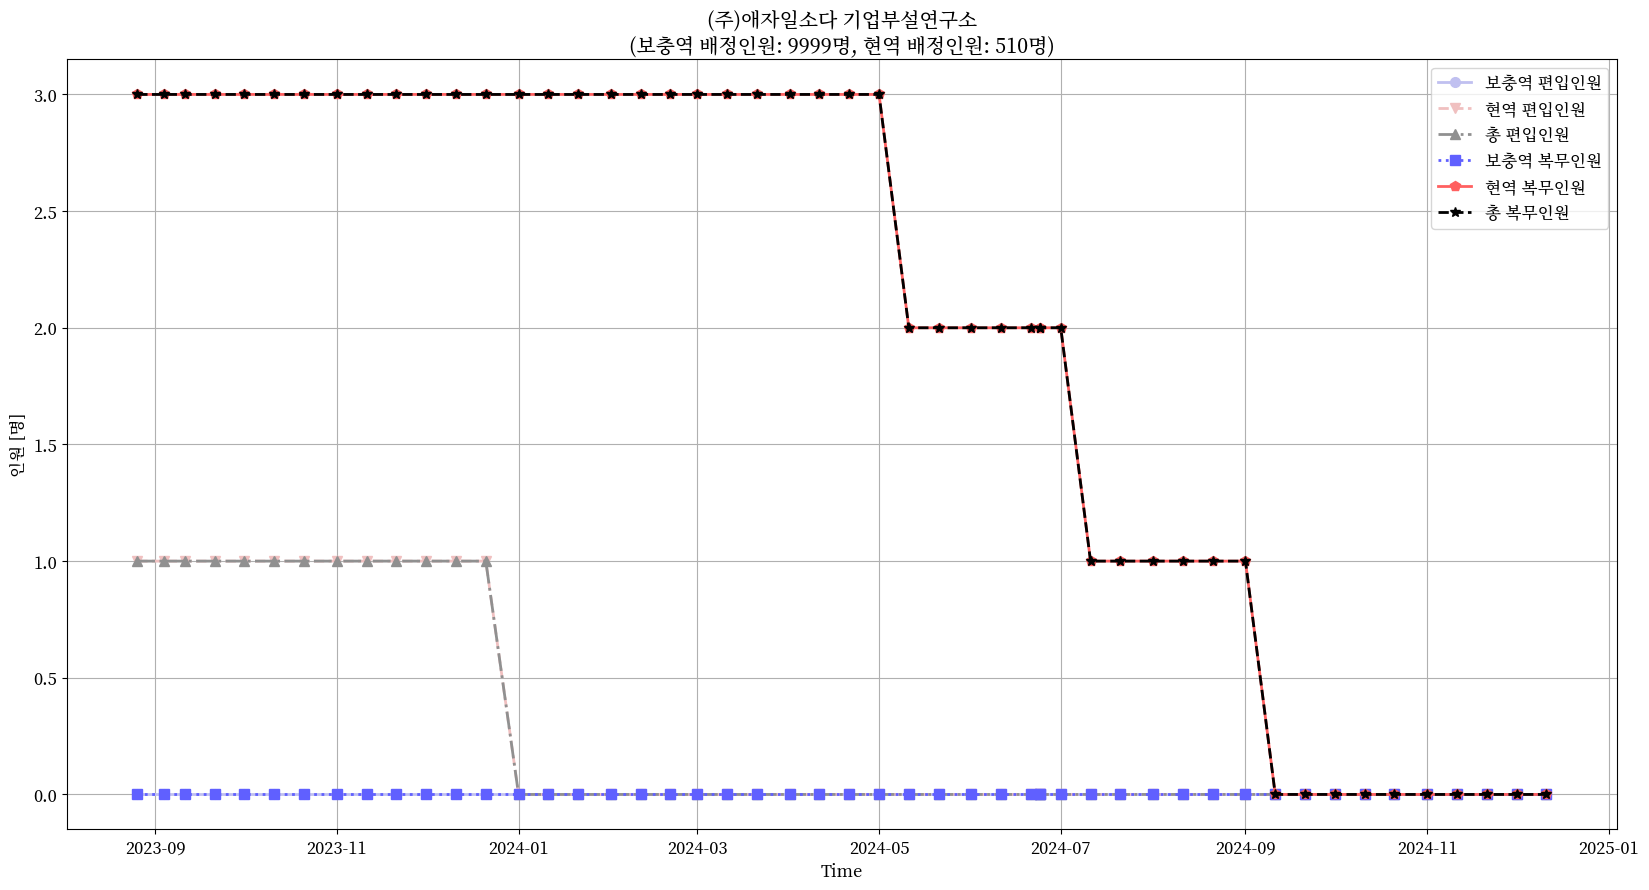 (주)애자일소다 기업부설연구소
(보충역 배정인원: 9999명, 현역 배정인원: 510명)
보충역 편입인원
현역 편입인원
총 편입인원
보충역 복무인원
현역 복무인원
총 복무인원
인원 [명]
3.0
2.5
2.0
1.5
1.0
0.5
0.0
2023-09
2023-11
2024-01
2024-03
2024-05
2024-07
2024-09
2024-11
2025-01
Time